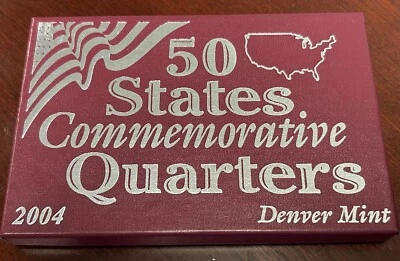 50
States
Commemorative
Quarters
2004 Denver Mint